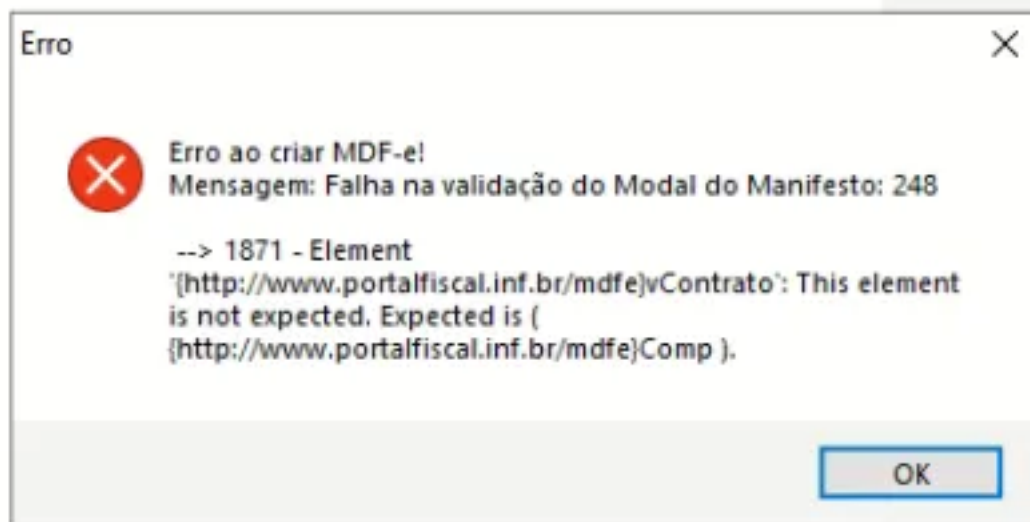 Erro
Erro ao criar MDF-e!
Mensagem: Falha na validação do Modal do Manifesto: 248
--> 1871 - Element
'{http://www.portalfiscal.inf.br/mdfe}vContrato': This element
is not expected. Expected is (
{http://www.portalfiscal.inf.br/mdfe}Comp ).
OK